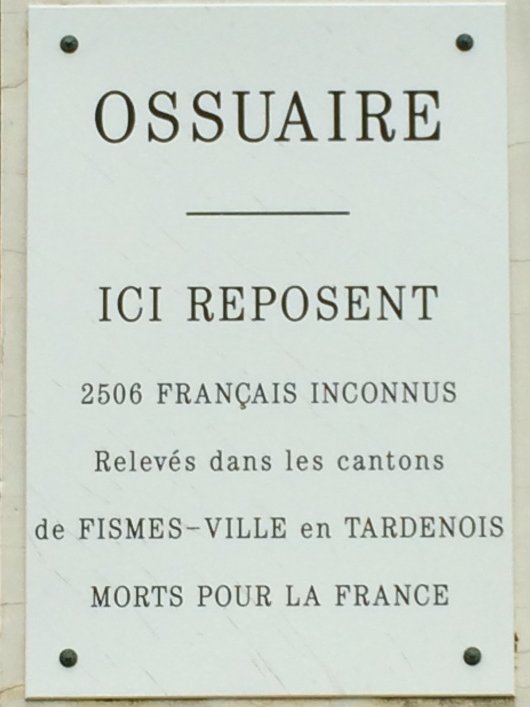 OSSUAIRE
ICI REPOSENT
2506 FRANÇAIS INCONNUS
Relevés dans les cantons
de FISMES-VILLE en TARDENOIS
MORTS POUR LA FRANCE